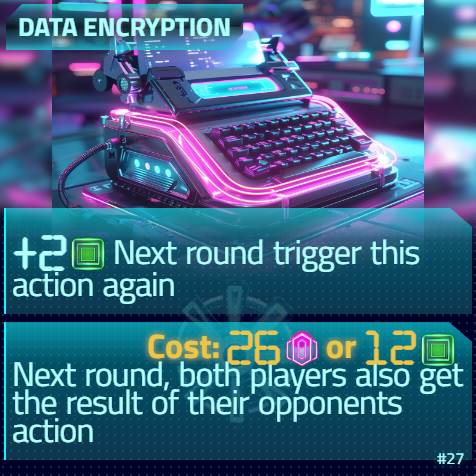 DATA ENCRYPTION
+2 Next round trigger this
action again
Cost: 26 or 12
Next round, both players also get
the result of their opponents
action
#27